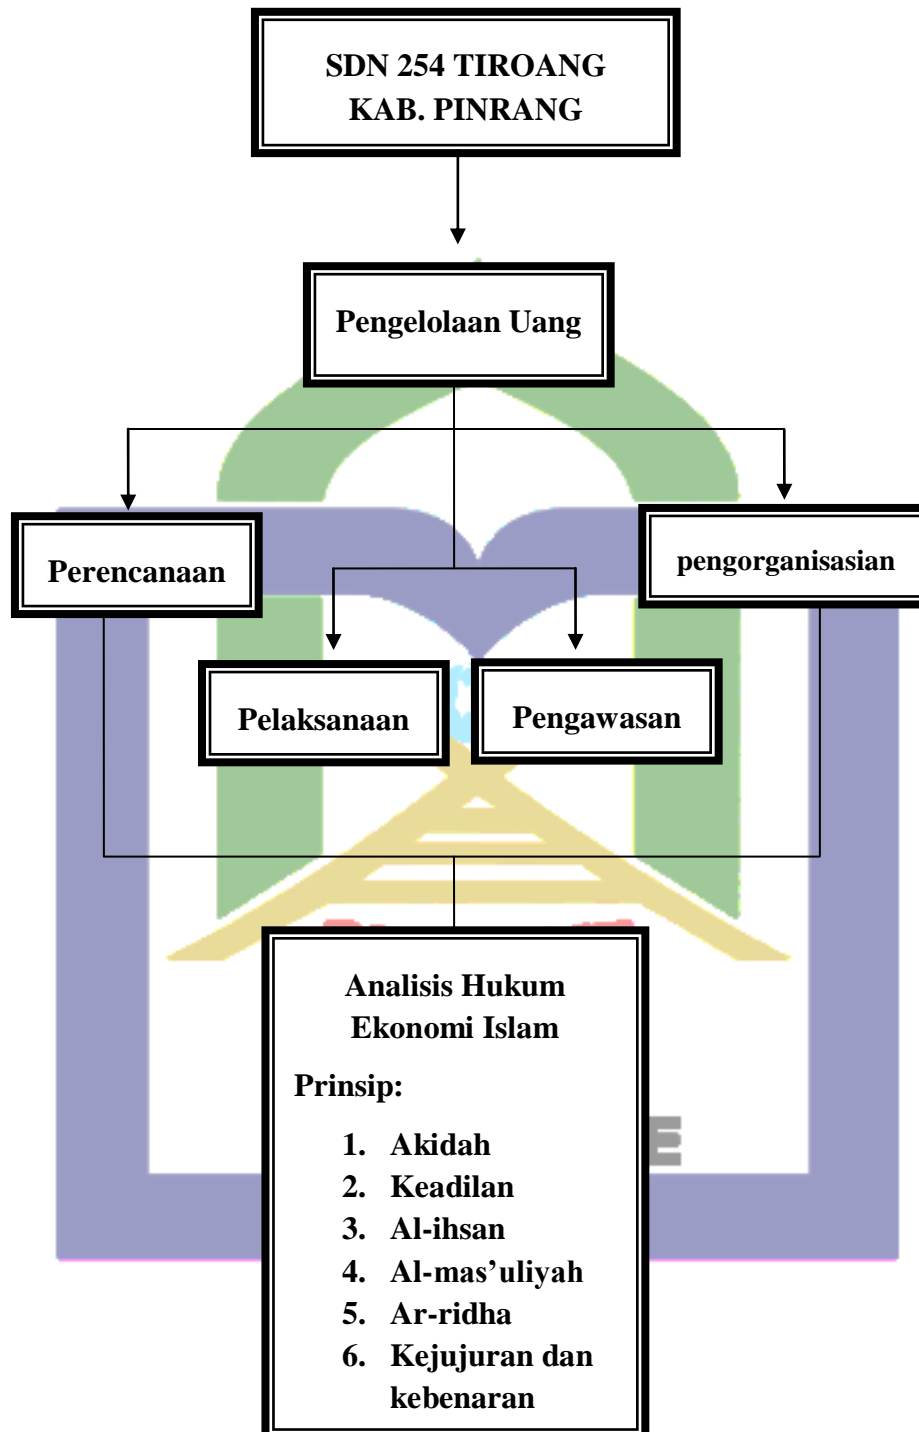 SDN 254 TIROANG
KAB. PINRANG
Pengelolaan Uang
Perencanaan
pengorganisasian
Pelaksanaan
Pengawasan
Analisis Hukum
Ekonomi Islam
Prinsip:
1. Akidah
2. Keadilan
3. Al-ihsan
4. Al-mas’uliyah
5. Ar-ridha
6. Kejujuran dan
kebenaran
E